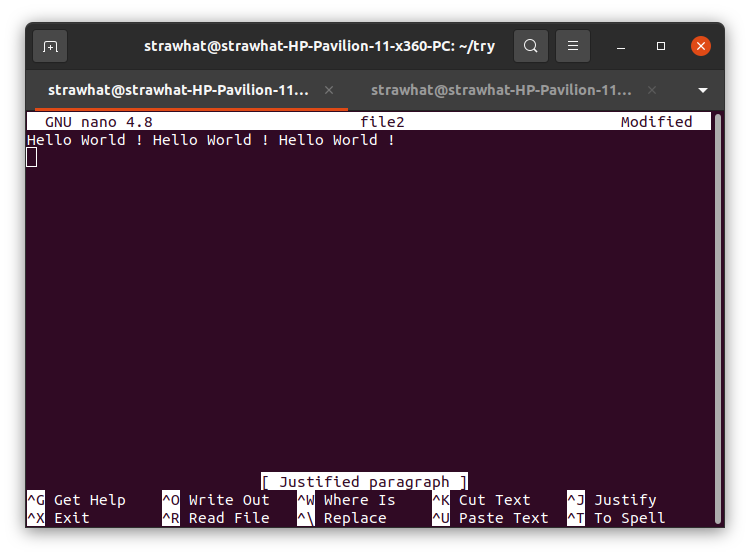 strawhat@strawhat-HP-Pavilion-11-x360-PC: ~/try
strawhat@strawhat-HP-Pavilion-11... × strawhat@strawhat-HP-Pavilion-11... ×
GNU nano 4.8 file2 Modified
Hello World ! Hello World ! Hello World !
[ Justified paragraph ]
^G Get Help ^O Write Out ^W Where Is ^K Cut Text ^J Justify
^X Exit ^R Read File ^\ Replace ^U Paste Text ^T To Spell